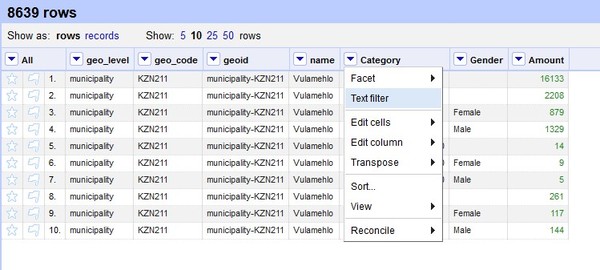 8639 rows
Show as: rows records Show: 5 10 25 50 rows
All geo_level geo_code geoid name Category Gender Amount
1. municipality KZN211 municipality-KZN211 Vulamehlo Facet 16133
2. municipality KZN211 municipality-KZN211 Vulamehlo Text filter 2208
3. municipality KZN211 municipality-KZN211 Vulamehlo Edit cells Female 879
4. municipality KZN211 municipality-KZN211 Vulamehlo Male 1329
5. municipality KZN211 municipality-KZN211 Vulamehlo Edit column 14
6. municipality KZN211 municipality-KZN211 Vulamehlo Transpose Female 9
7. municipality KZN211 municipality-KZN211 Vulamehlo Male 5
8. municipality KZN211 municipality-KZN211 Vulamehlo Sort... 261
9. municipality KZN211 municipality-KZN211 Vulamehlo View Female 117
10. municipality KZN211 municipality-KZN211 Vulamehlo Reconcile Male 144